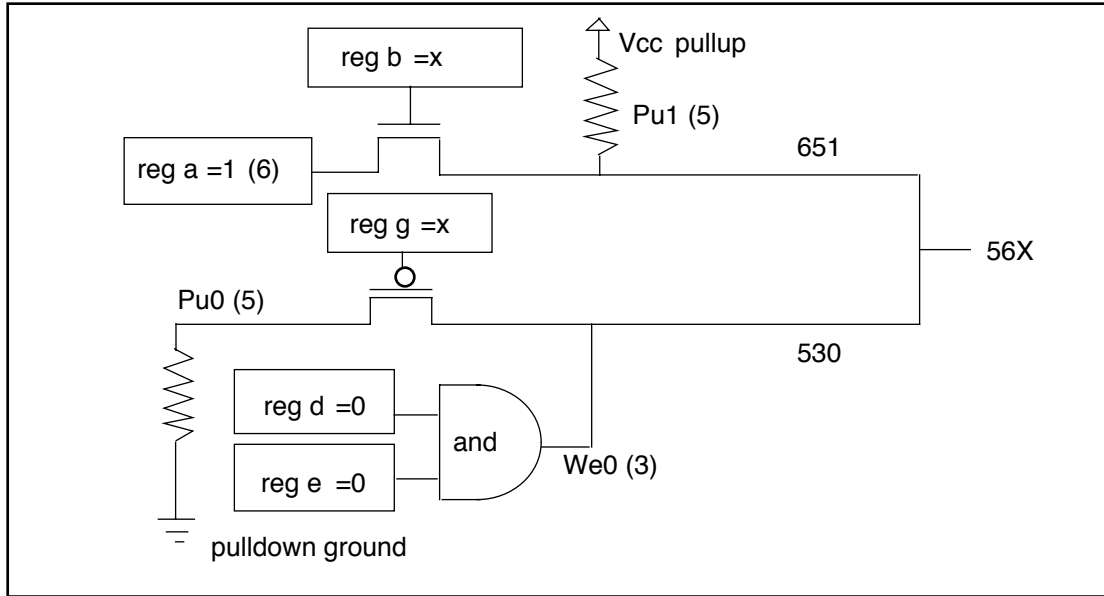 Vcc pullup
reg b =x
Pu1 (5)
651
reg a =1 (6)
reg g =x
56X
Pu0 (5)
530
reg d =0
and
We0 (3)
reg e =0
pulldown ground